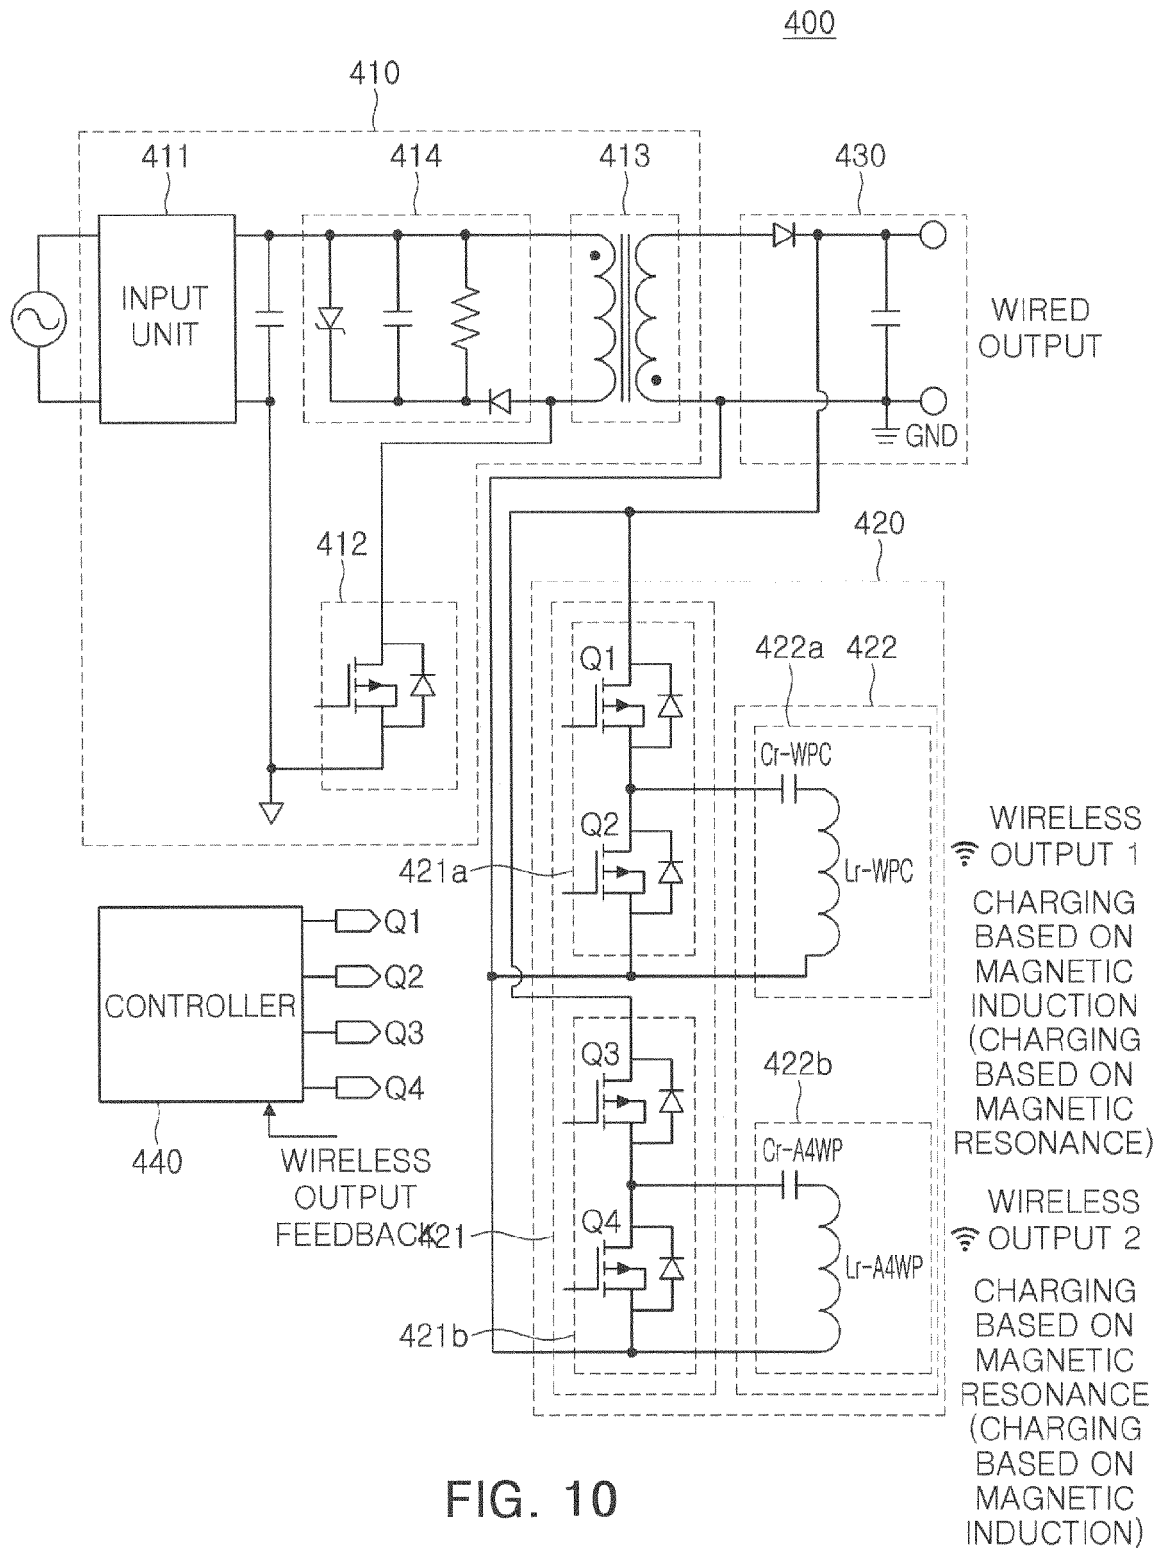 400
410
411
414
413
430
INPUT
UNIT
WIRED
OUTPUT
GND
412
420
Q1
422a
422
Cr-WPC
Q2
421a
Lr-WPC
WIRELESS
OUTPUT 1
CHARGING
BASED ON
MAGNETIC
INDUCTION
(CHARGING
BASED ON
MAGNETIC
RESONANCE)
CONTROLLER
Q1
Q2
Q3
Q4
440
WIRELESS
OUTPUT
FEEDBACK
Q3
422b
Cr-A4WP
421
Q4
Lr-A4WP
421b
WIRELESS
OUTPUT 2
CHARGING
BASED ON
MAGNETIC
RESONANCE
(CHARGING
BASED ON
MAGNETIC
INDUCTION)
FIG. 10